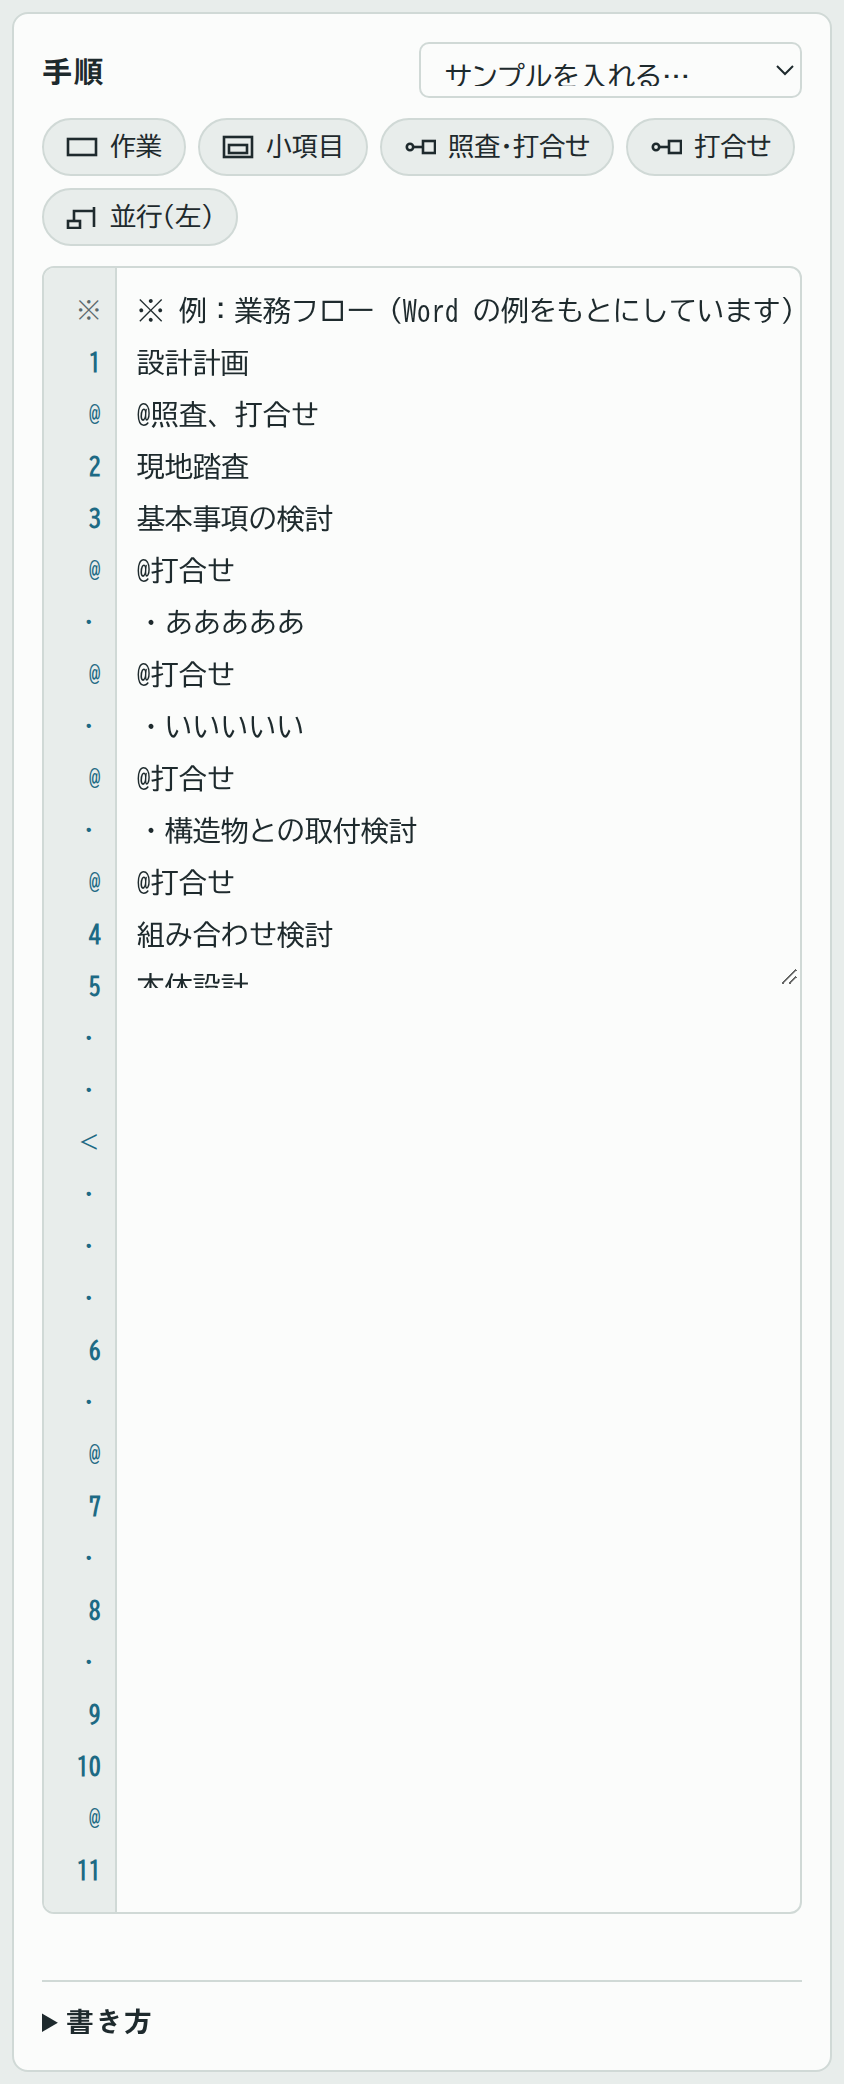 手順
サンプルを入れる…
作業
小項目
照査・打合せ
打合せ
並行(左)
※ ※ 例：業務フロー（Word の例をもとにしています）
1 設計計画
@ @照査、打合せ
2 現地踏査
3 基本事項の検討
@ @打合せ
・ ・あああああ
@ @打合せ
・ ・いいいいい
@ @打合せ
・ ・構造物との取付検討
@ @打合せ
4 組み合わせ検討
5 本体設計
・
・
<
・
・
・
6
・
@
7
・
8
・
9
10
@
11
▶ 書き方